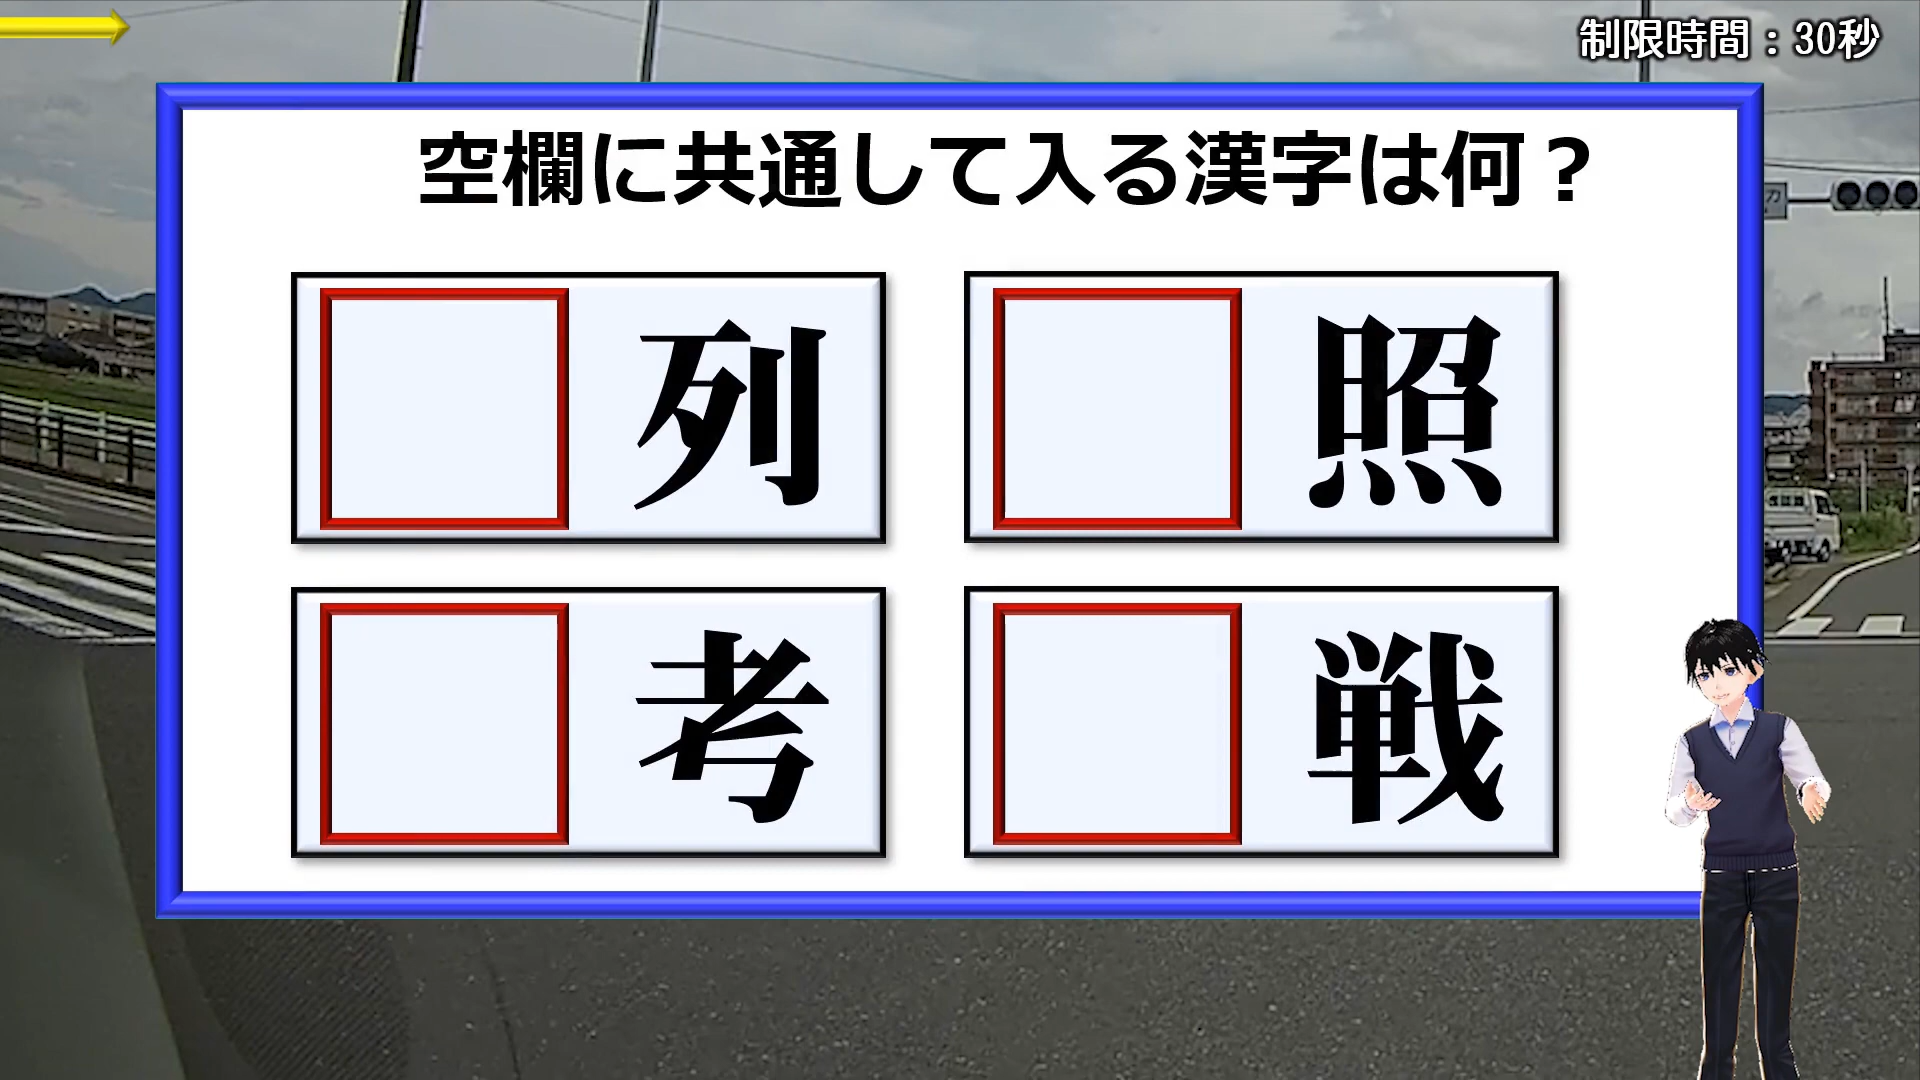 制限時間：30秒
空欄に共通して入る漢字は何？
列
照
考
戦